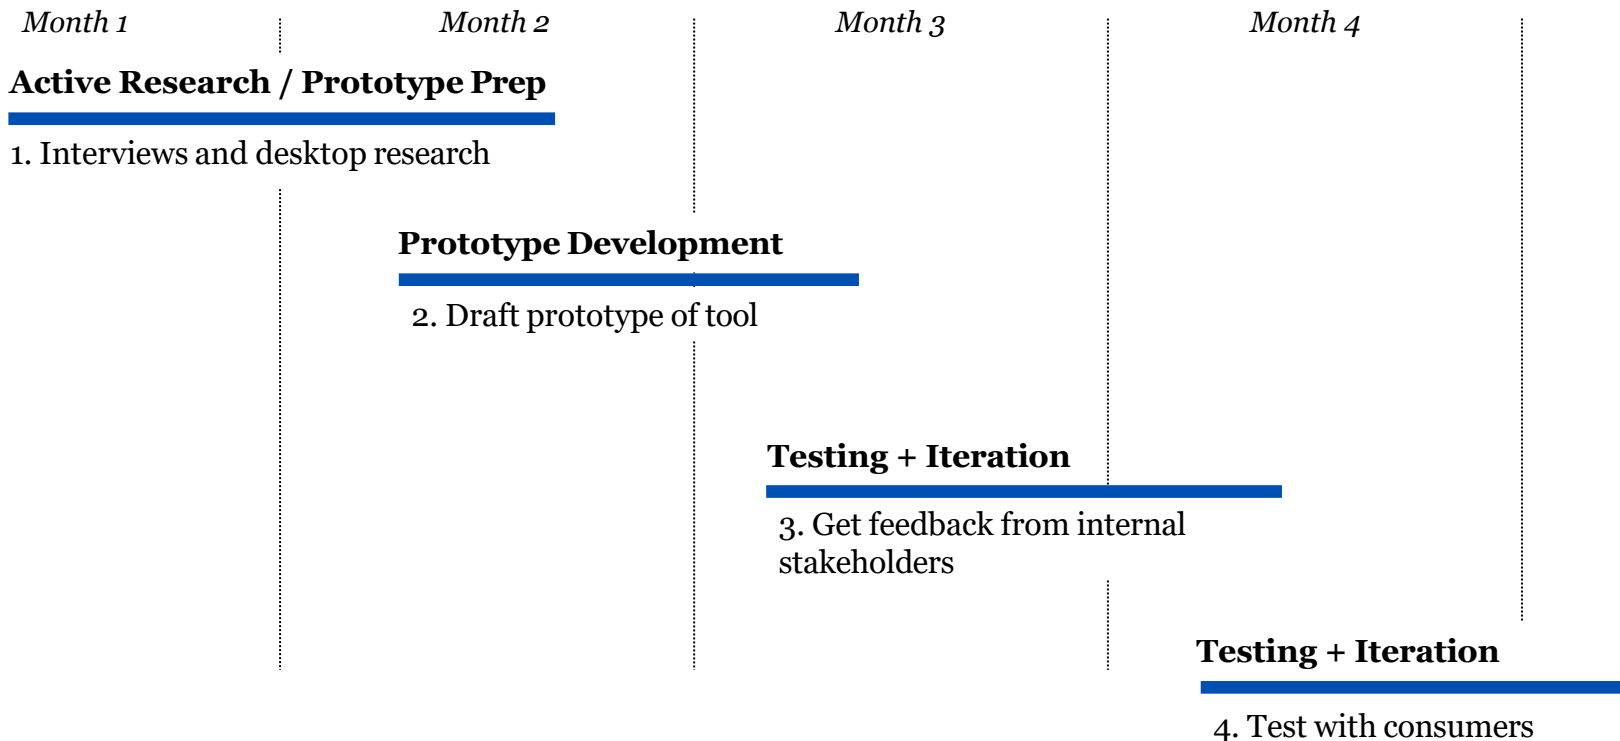 Month 1
Month 2
Month 3
Month 4
Active Research / Prototype Prep
1. Interviews and desktop research
Prototype Development
2. Draft prototype of tool
Testing + Iteration
3. Get feedback from internal
stakeholders
Testing + Iteration
4. Test with consumers